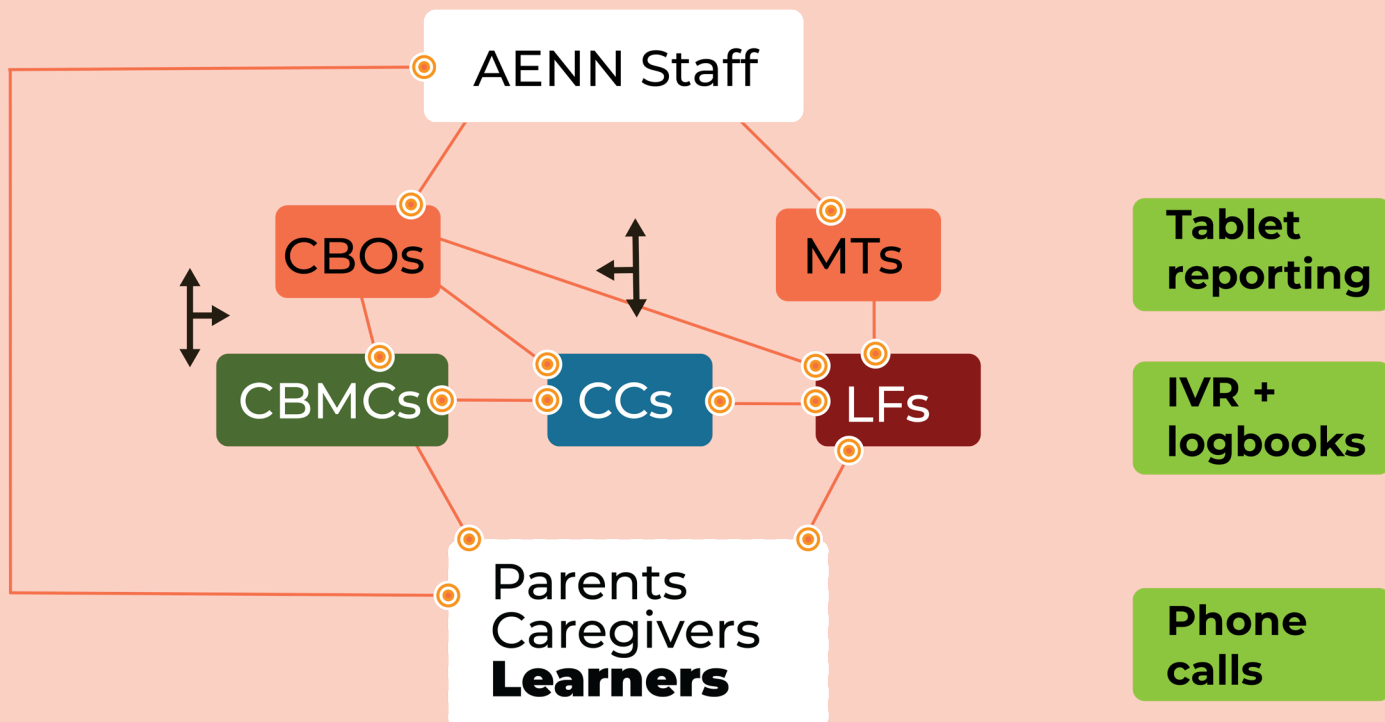 AENN Staff
CBOs
MTs
Tablet
reporting
CBMCs
CCs
LFs
IVR +
logbooks
Parents
Caregivers
Learners
Phone
calls